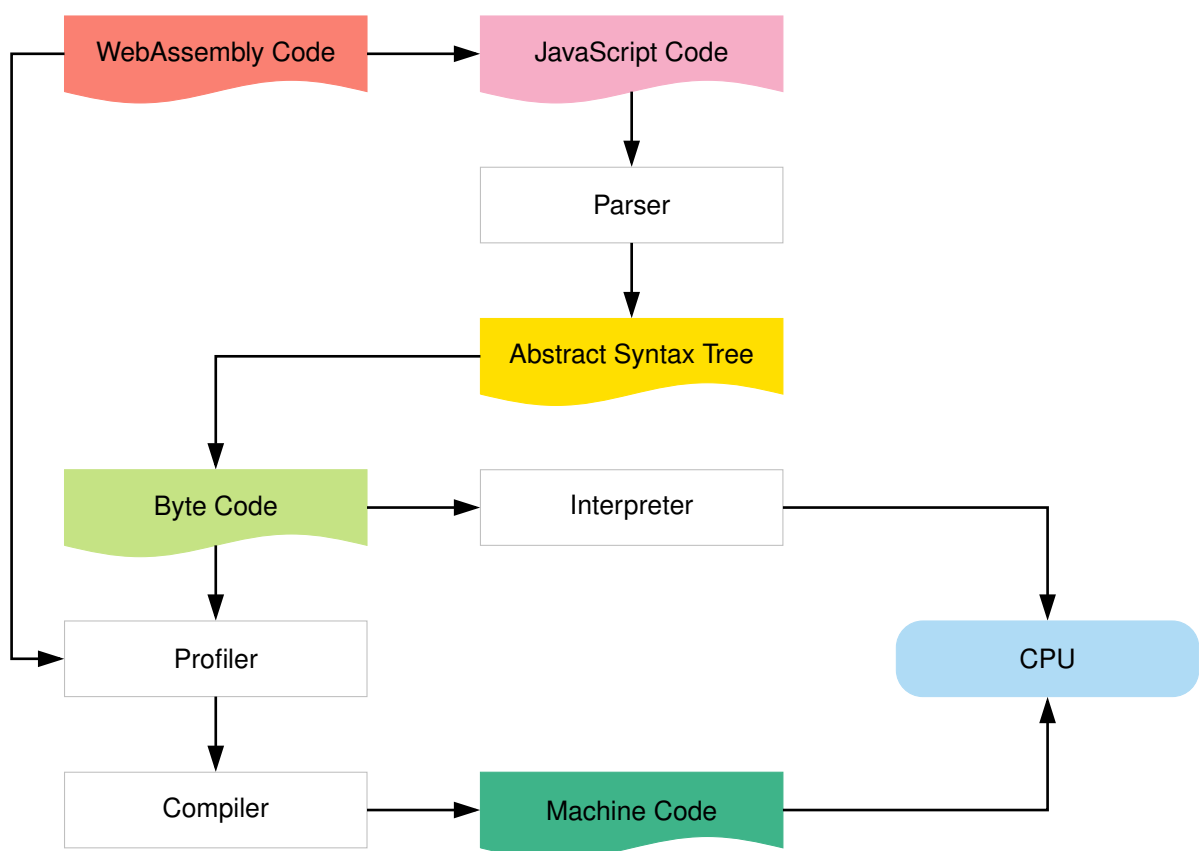 WebAssembly Code
JavaScript Code
Parser
Abstract Syntax Tree
Byte Code
Interpreter
Profiler
CPU
Compiler
Machine Code